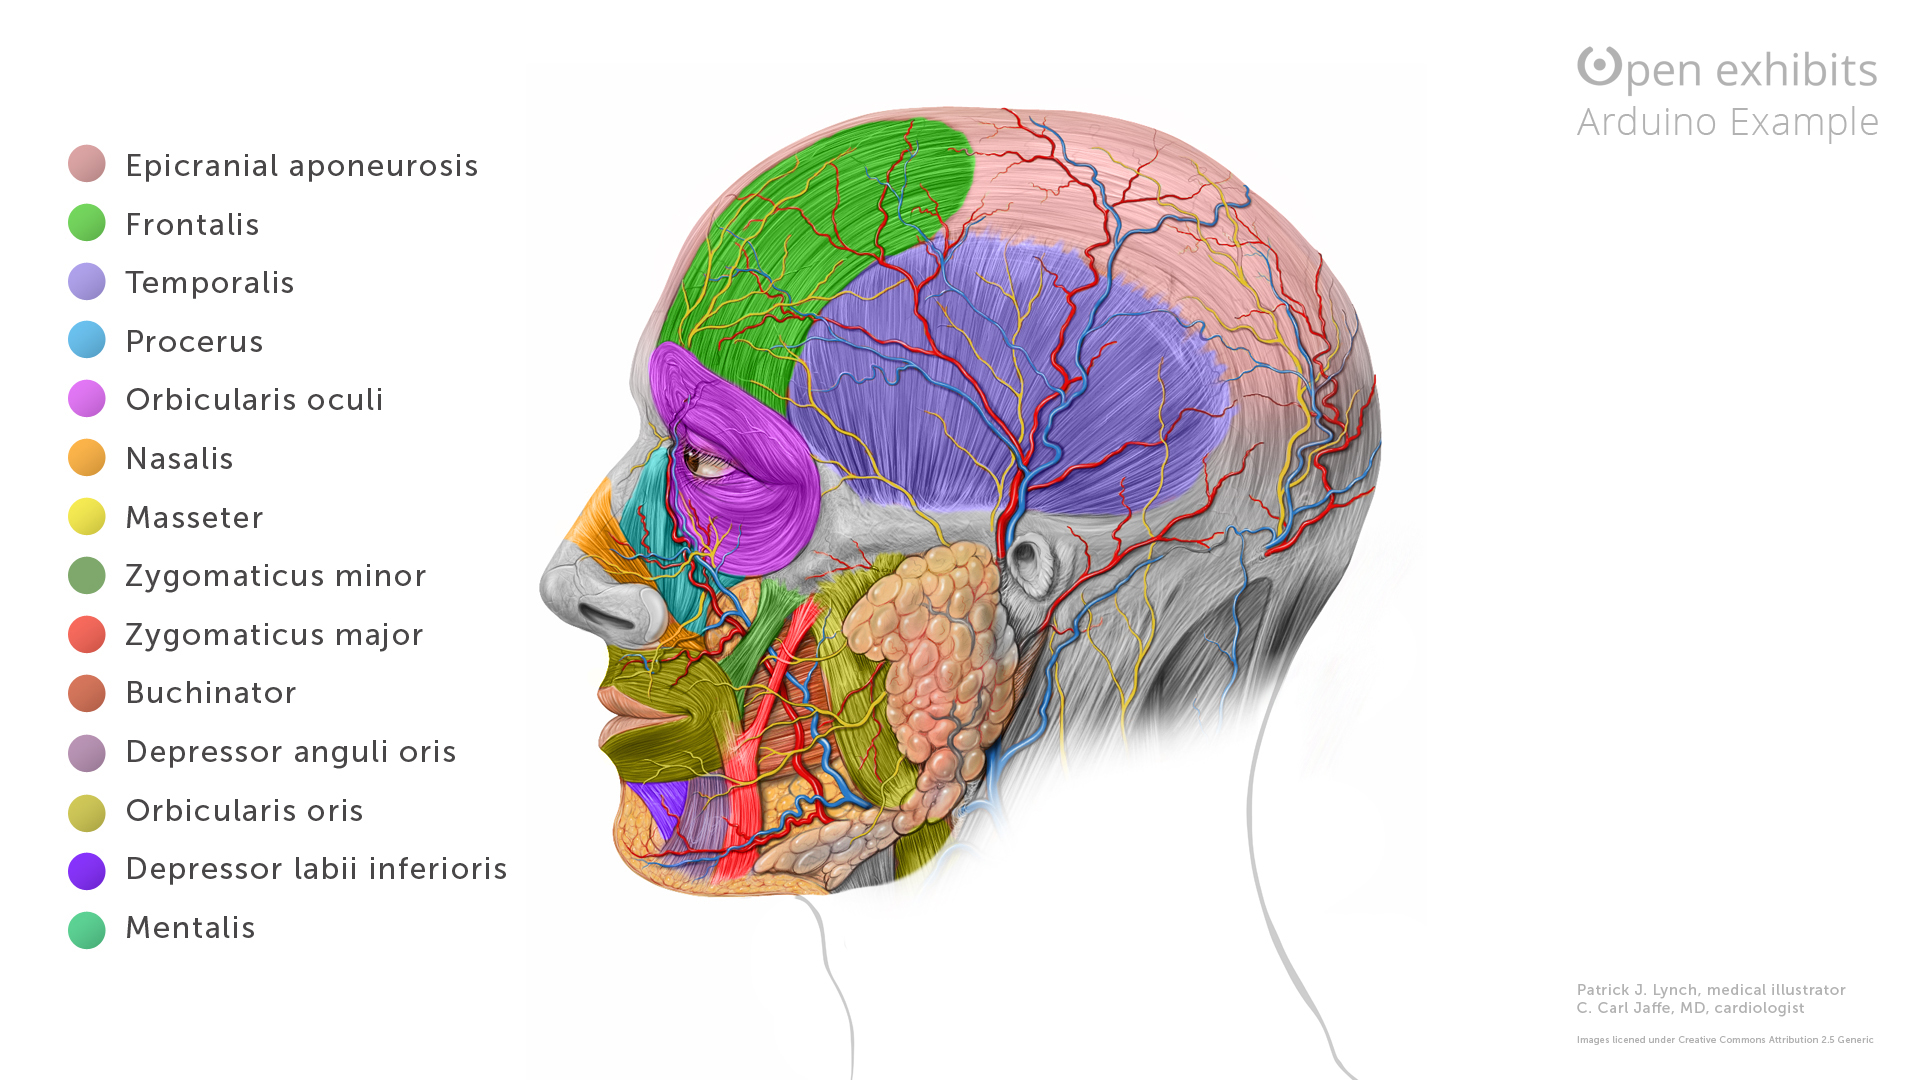 Open exhibits
Arduino Example
Epicranial aponeurosis
Frontalis
Temporalis
Procerus
Orbicularis oculi
Nasalis
Masseter
Zygomaticus minor
Zygomaticus major
Buchinator
Depressor anguli oris
Orbicularis oris
Depressor labii inferioris
Mentalis
Patrick J. Lynch, medical illustrator
C. Carl Jaffe, MD, cardiologist
Images licened under Creative Commons Attribution 2.5 Generic